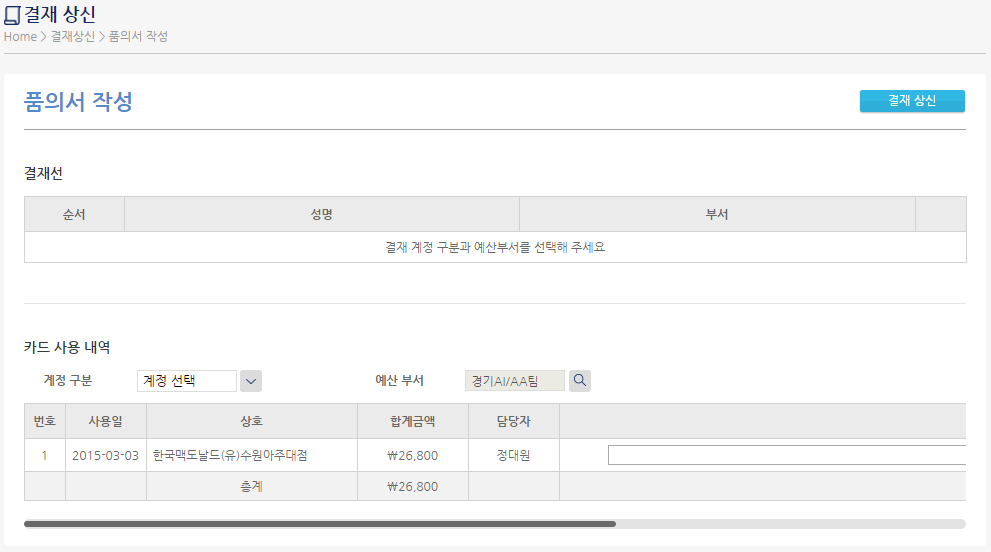 결재 상신
Home > 결재상신 > 품의서 작성
품의서 작성
결재 상신
결재선
순서 성명 부서
결재 계정 구분과 예산부서를 선택해 주세요
카드 사용 내역
계정 구분 계정 선택 예산 부서 경기AI/AA팀
번호 사용일 상호 합계금액 담당자
1 2015-03-03 한국맥도날드(유)수원아주대점 ₩26,800 정대원
총계 ₩26,800